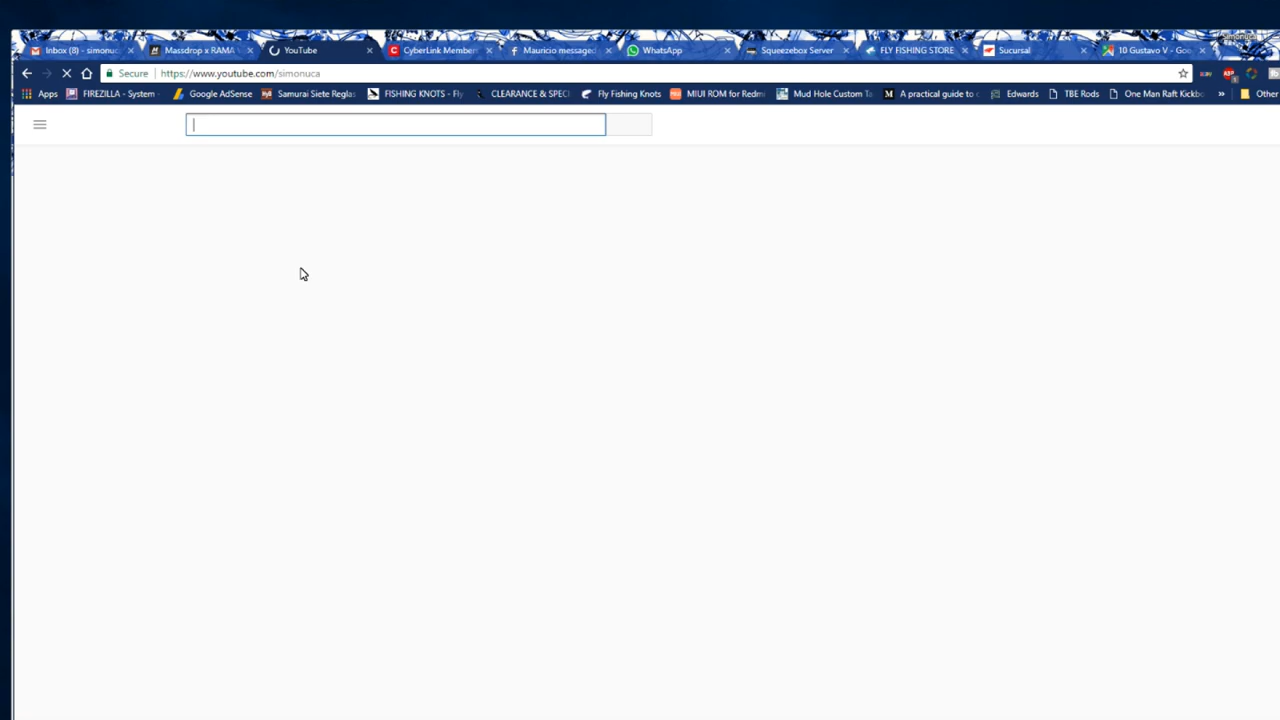 Inbox (8) - simonuc Massdrop x RAMA YouTube CyberLink Member Mauricio messaged WhatsApp Squeezebox Server FLY FISHING STORE Sucursal 10 Gustavo V - Goo
Secure https://www.youtube.com/simonuca
Apps FIREZILLA - System Google AdSense Samurai Siete Reglas FISHING KNOTS - Fly CLEARANCE & SPECI Fly Fishing Knots MIUI ROM for Redmi Mud Hole Custom Ta A practical guide to c Edwards TBE Rods One Man Raft Kickbo » Other